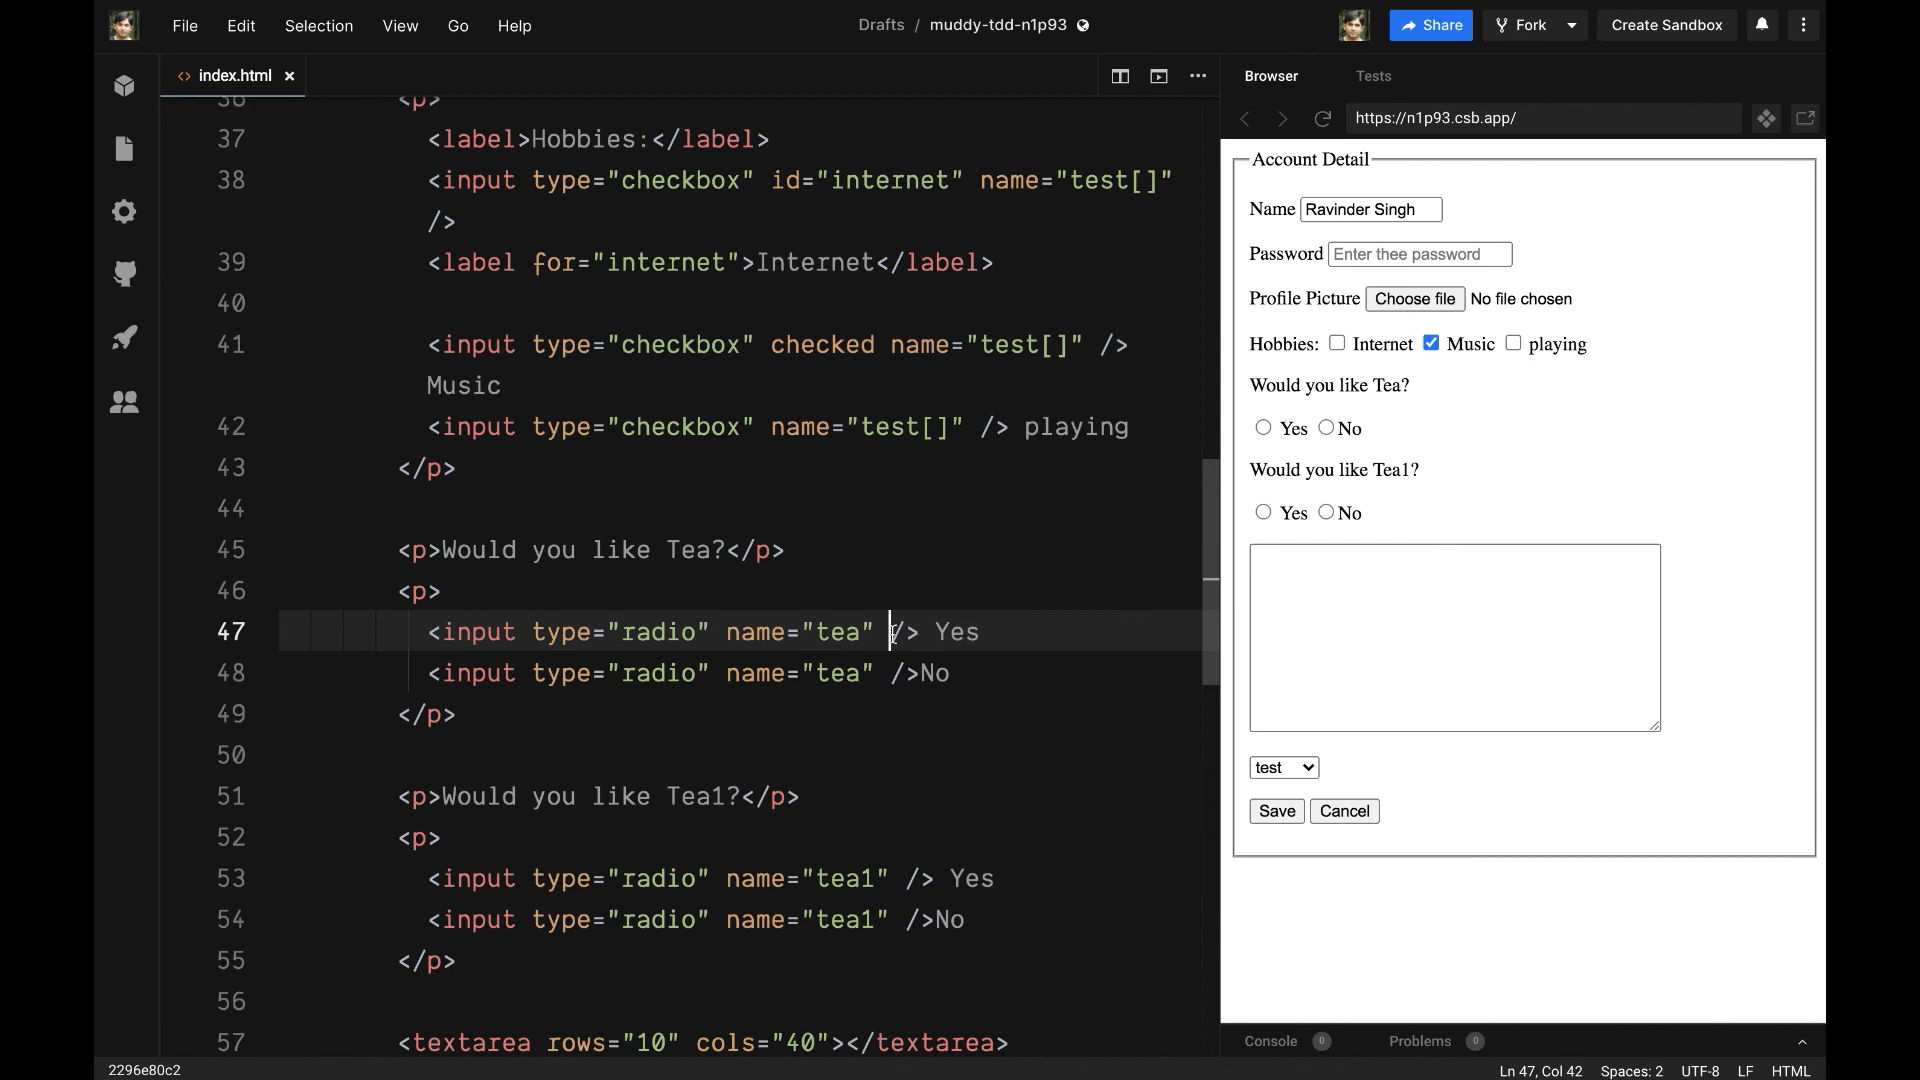 File Edit Selection View Go Help
Drafts / muddy-tdd-n1p93
Share Fork Create Sandbox
<> index.html ×
36 <p>
37 <label>Hobbies:</label>
38 <input type="checkbox" id="internet" name="test[]"
/>
39 <label for="internet">Internet</label>
40
41 <input type="checkbox" checked name="test[]" />
Music
42 <input type="checkbox" name="test[]" /> playing
43 </p>
44
45 <p>Would you like Tea?</p>
46 <p>
47 <input type="radio" name="tea" /> Yes
48 <input type="radio" name="tea" />No
49 </p>
50
51 <p>Would you like Tea1?</p>
52 <p>
53 <input type="radio" name="tea1" /> Yes
54 <input type="radio" name="tea1" />No
55 </p>
56
57 <textarea rows="10" cols="40"></textarea>
Browser Tests
https://n1p93.csb.app/
Account Detail
Name Ravinder Singh
Password Enter thee password
Profile Picture Choose file No file chosen
Hobbies: Internet Music playing
Would you like Tea?
Yes No
Would you like Tea1?
Yes No
test
Save Cancel
Console 0 Problems 0
2296e80c2
Ln 47, Col 42 Spaces: 2 UTF-8 LF HTML